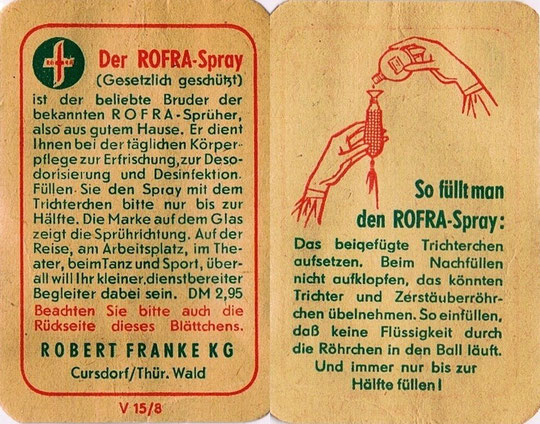 ROFRA
Der ROFRA-Spray
(Gesetzlich geschützt)
ist der beliebte Bruder der
bekannten ROFRA-Sprüher,
also aus gutem Hause. Er dient
Ihnen bei der täglichen Körper-
pflege zur Erfrischung, zur Deso-
dorisierung und Desinfektion.
Füllen Sie den Spray mit dem
Trichterchen bitte nur bis zur
Hälfte. Die Marke auf dem Glas
zeigt die Sprührichtung. Auf der
Reise, am Arbeitsplatz, im The-
ater, beim Tanz und Sport, über-
all will Ihr kleiner, dienstbereiter
Begleiter dabei sein. DM 2,95
Beachten Sie bitte auch die
Rückseite dieses Blättchens.
ROBERT FRANKE KG
Cursdorf/Thür. Wald
V 15/8
So füllt man
den ROFRA-Spray:
Das beigefügte Trichterchen
aufsetzen. Beim Nachfüllen
nicht aufklopfen, das könnten
Trichter und Zerstäuberröhr-
chen übelnehmen. So einfüllen,
daß keine Flüssigkeit durch
die Röhrchen in den Ball läuft.
Und immer nur bis zur
Hälfte füllen!